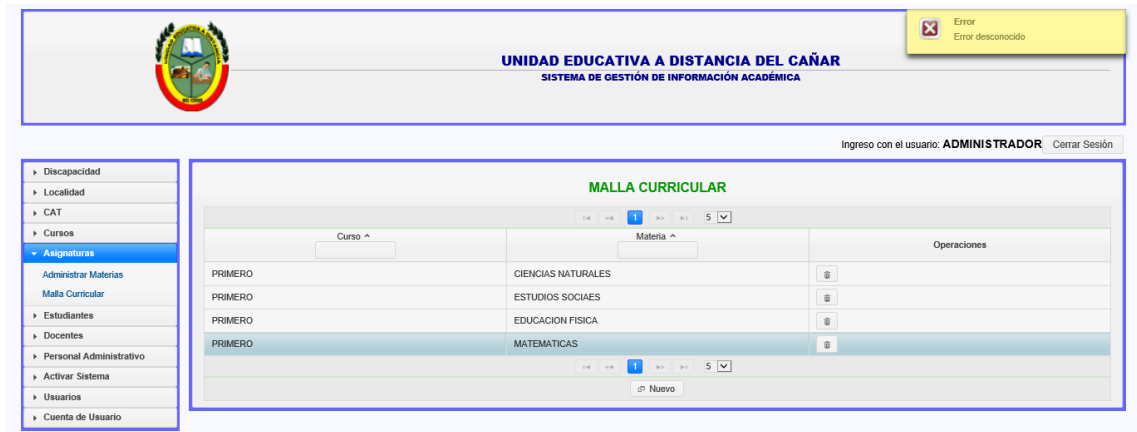 Error
Error desconocido
UNIDAD EDUCATIVA A DISTANCIA DEL CAÑAR
SISTEMA DE GESTIÓN DE INFORMACIÓN ACADÉMICA
Ingreso con el usuario: ADMINISTRADOR Cerrar Sesión
Discapacidad
Localidad
CAT
Cursos
Asignaturas
Administrar Materias
Malla Curricular
Estudiantes
Docentes
Personal Administrativo
Activar Sistema
Usuarios
Cuenta de Usuario
MALLA CURRICULAR
1 5
Curso Materia Operaciones
PRIMERO CIENCIAS NATURALES
PRIMERO ESTUDIOS SOCIAES
PRIMERO EDUCACION FISICA
PRIMERO MATEMATICAS
1 5
Nuevo